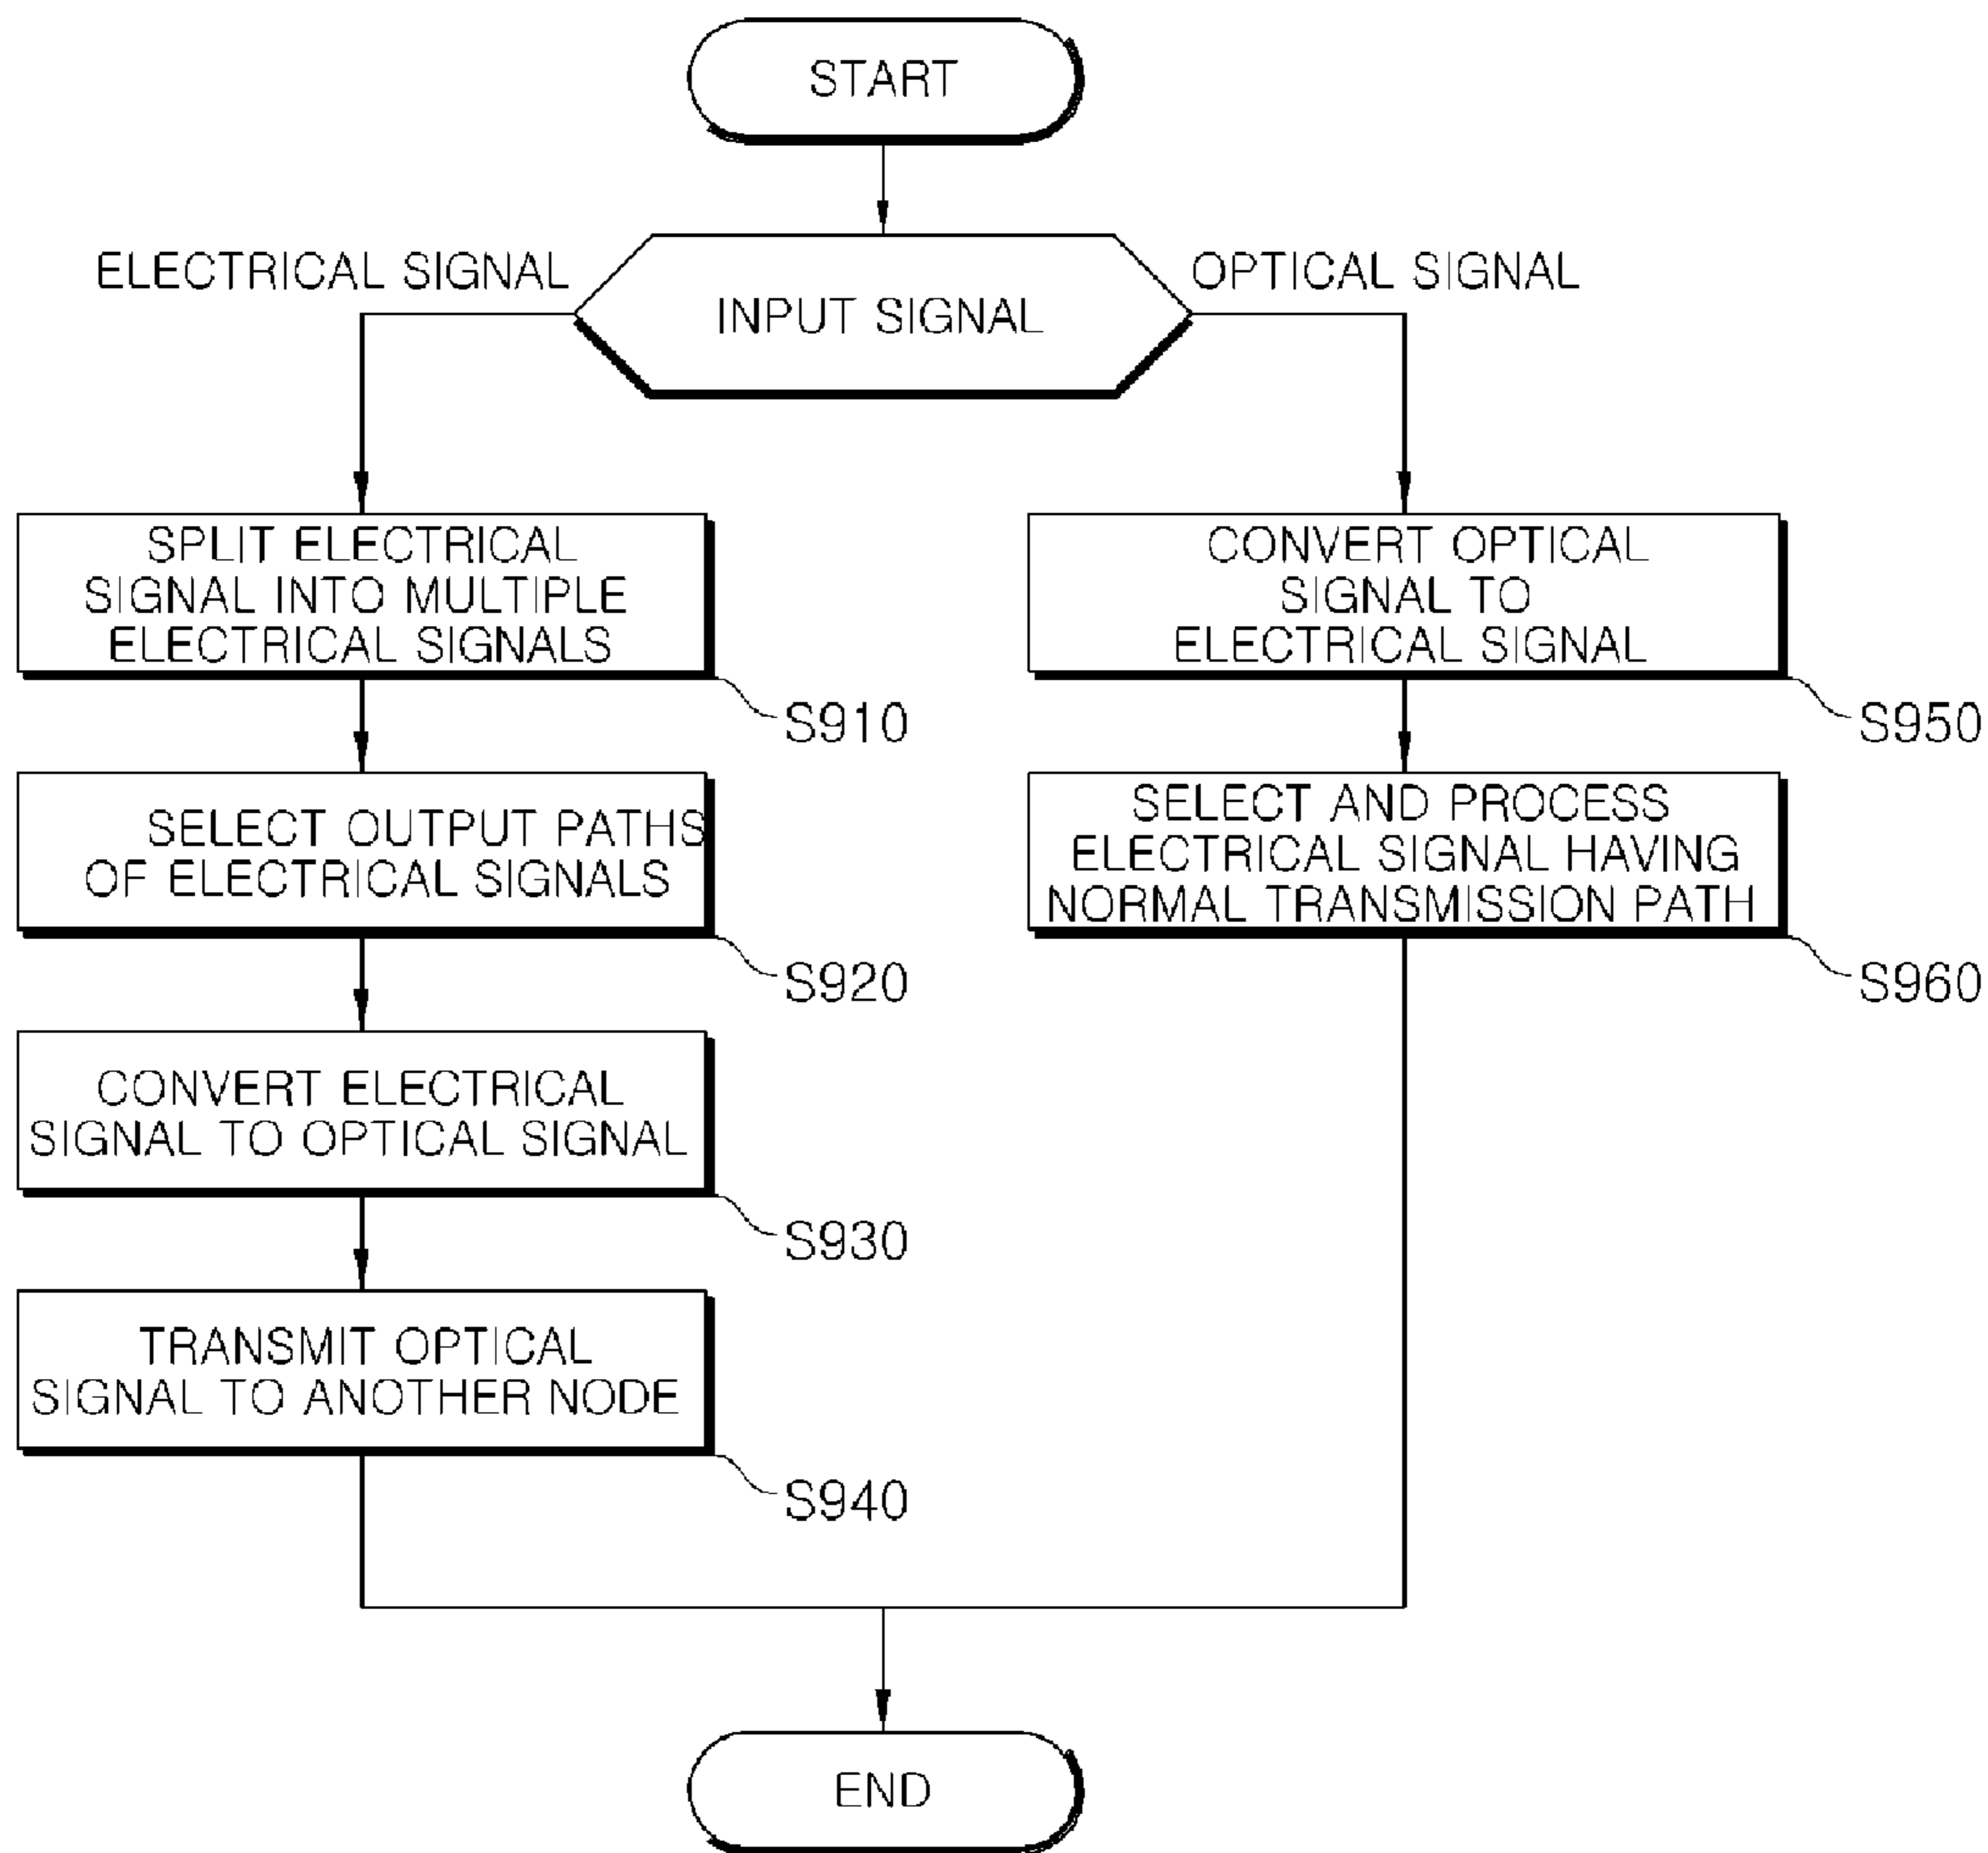 START
ELECTRICAL SIGNAL
OPTICAL SIGNAL
INPUT SIGNAL
SPLIT ELECTRICAL
SIGNAL INTO MULTIPLE
ELECTRICAL SIGNALS
S910
SELECT OUTPUT PATHS
OF ELECTRICAL SIGNALS
S920
CONVERT ELECTRICAL
SIGNAL TO OPTICAL SIGNAL
S930
TRANSMIT OPTICAL
SIGNAL TO ANOTHER NODE
S940
CONVERT OPTICAL
SIGNAL TO
ELECTRICAL SIGNAL
S950
SELECT AND PROCESS
ELECTRICAL SIGNAL HAVING
NORMAL TRANSMISSION PATH
S960
END